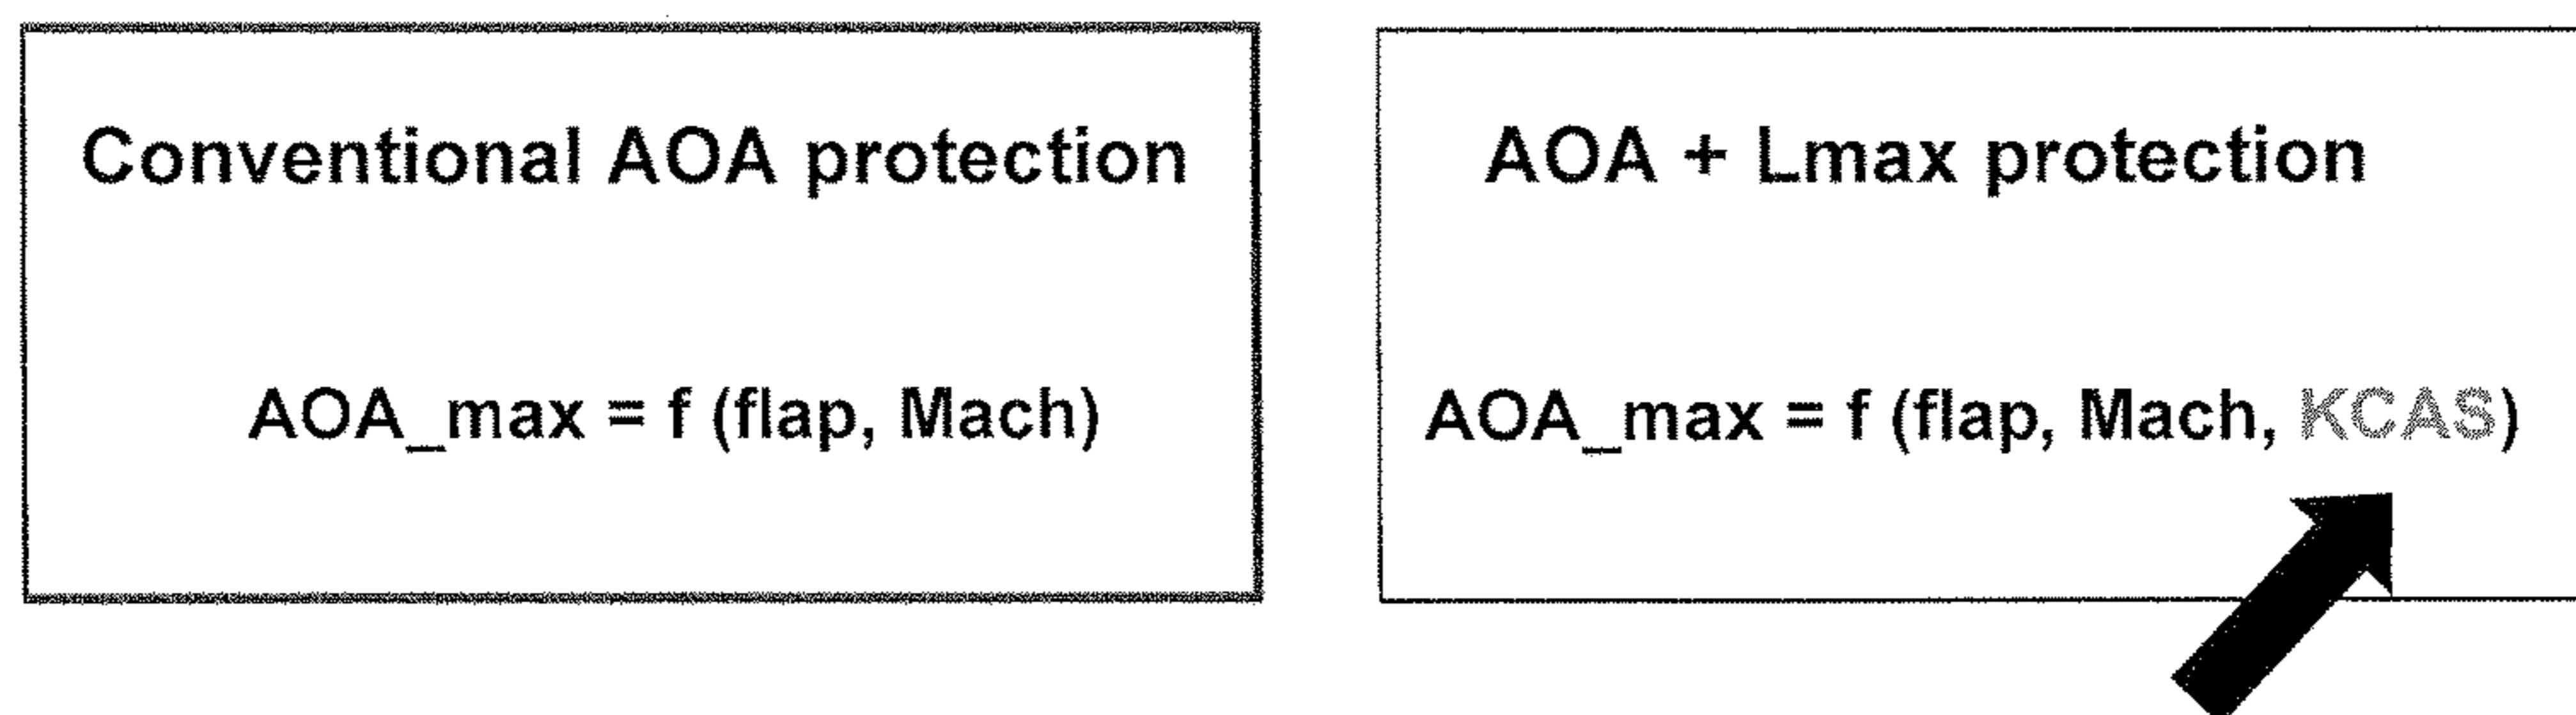 Conventional AOA protection
AOA_max = f (flap, Mach)
AOA + Lmax protection
AOA_max = f (flap, Mach, KCAS)